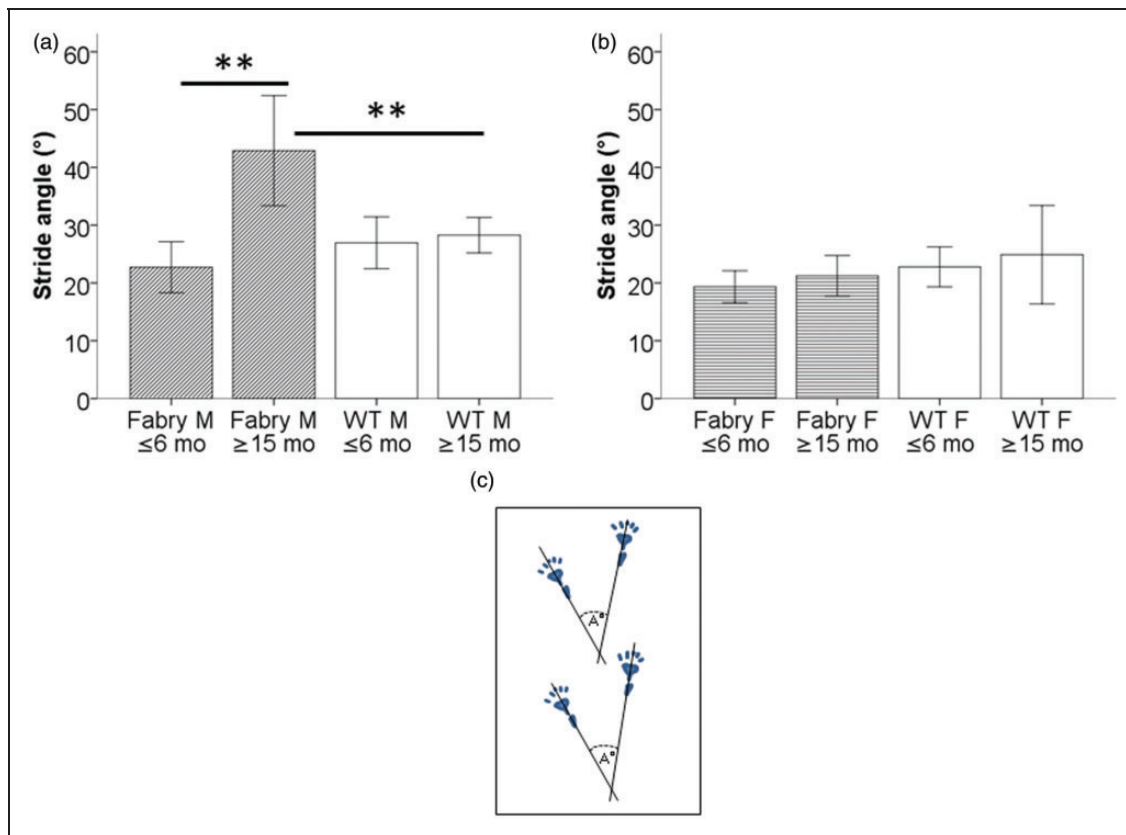 (a)
60
50
40
30
20
10
0
Stride angle (°)
**
**
Fabry M
≤6 mo
Fabry M
≥15 mo
WT M
≤6 mo
WT M
≥15 mo
(b)
60
50
40
30
20
10
0
Stride angle (°)
Fabry F
≤6 mo
Fabry F
≥15 mo
WT F
≤6 mo
WT F
≥15 mo
(c)
A°
A°